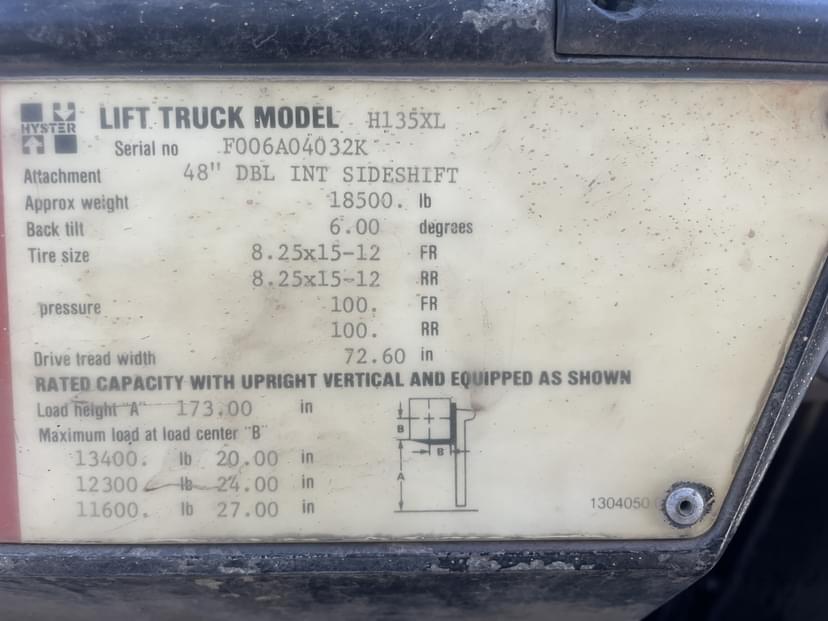 HYSTER LIFT TRUCK MODEL H135XL
Serial no F006A04032K
Attachment 48" DBL INT SIDESHIFT
Approx weight 18500. lb
Back tilt 6.00 degrees
Tire size 8.25x15-12 FR
8.25x15-12 RR
pressure 100. FR
100. RR
Drive tread width 72.60 in
RATED CAPACITY WITH UPRIGHT VERTICAL AND EQUIPPED AS SHOWN
Load height "A" 173.00 in
Maximum load at load center "B"
13400. lb 20.00 in
12300. lb 24.00 in
11600. lb 27.00 in
B
B
A
1304050